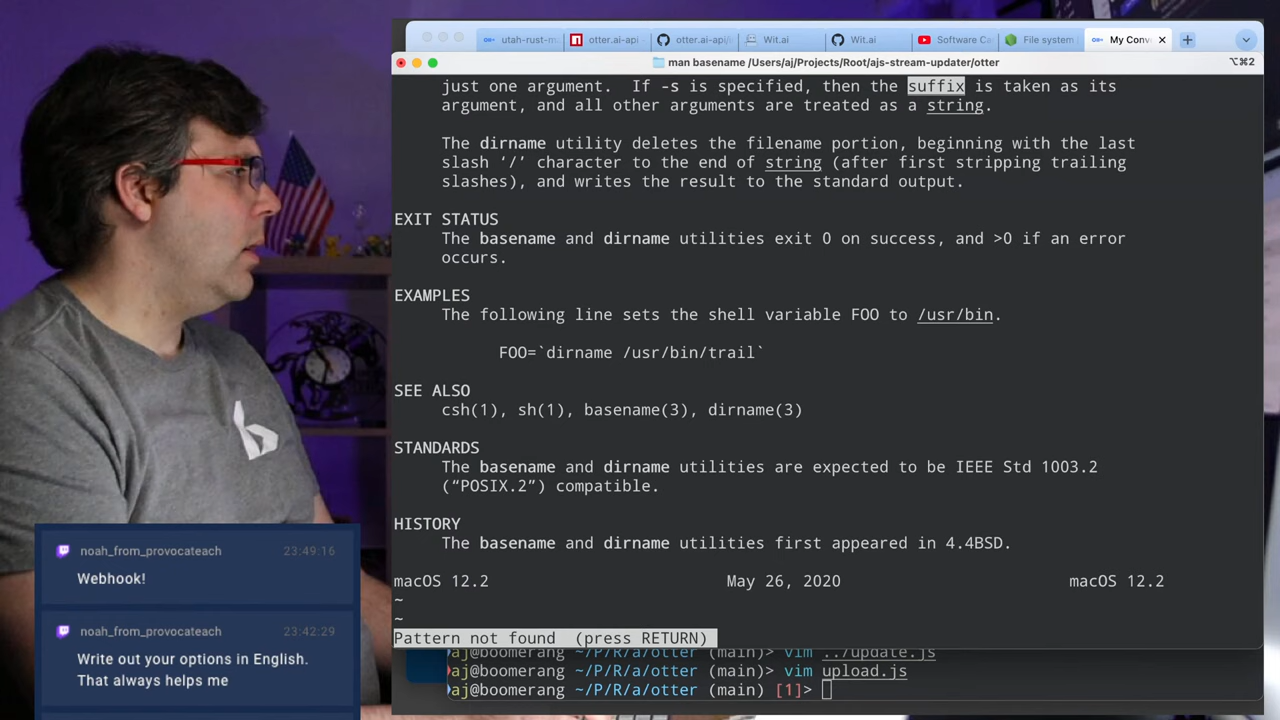 utah-rust-m
otter.ai-api -
otter.ai-api/
Wit.ai
Wit.ai
Software Ca
File system
My Conv
man basename /Users/aj/Projects/Root/ajs-stream-updater/otter
⌥⌘2
just one argument. If -s is specified, then the suffix is taken as its
argument, and all other arguments are treated as a string.
The dirname utility deletes the filename portion, beginning with the last
slash ‘/’ character to the end of string (after first stripping trailing
slashes), and writes the result to the standard output.
EXIT STATUS
The basename and dirname utilities exit 0 on success, and >0 if an error
occurs.
EXAMPLES
The following line sets the shell variable FOO to /usr/bin.
FOO=`dirname /usr/bin/trail`
SEE ALSO
csh(1), sh(1), basename(3), dirname(3)
STANDARDS
The basename and dirname utilities are expected to be IEEE Std 1003.2
(“POSIX.2”) compatible.
HISTORY
The basename and dirname utilities first appeared in 4.4BSD.
macOS 12.2 May 26, 2020 macOS 12.2
~
~
Pattern not found (press RETURN)
aj@boomerang ~/P/R/a/otter (main)> vim ../update.js
aj@boomerang ~/P/R/a/otter (main)> vim upload.js
aj@boomerang ~/P/R/a/otter (main) [1]>
noah_from_provocateach 23:49:16
Webhook!
noah_from_provocateach 23:42:29
Write out your options in English.
That always helps me